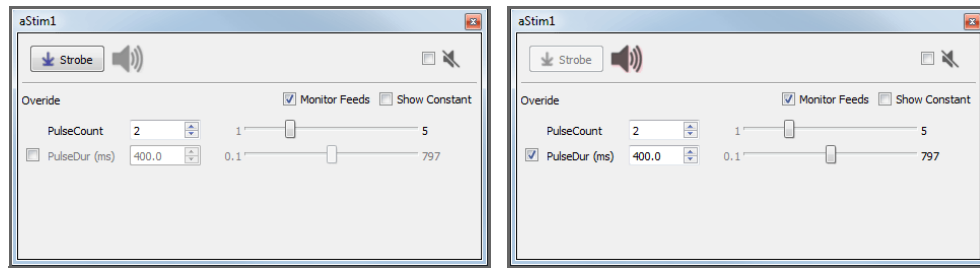 aStim1
Strobe
Overide Monitor Feeds Show Constant
PulseCount 2 1 5
PulseDur (ms) 400.0 0.1 797
aStim1
Strobe
Overide Monitor Feeds Show Constant
PulseCount 2 1 5
PulseDur (ms) 400.0 0.1 797